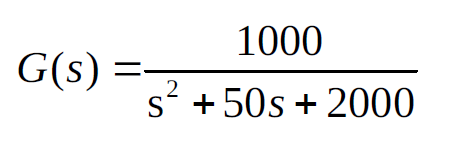 G(s) = 1000 / (s² + 50s + 2000)